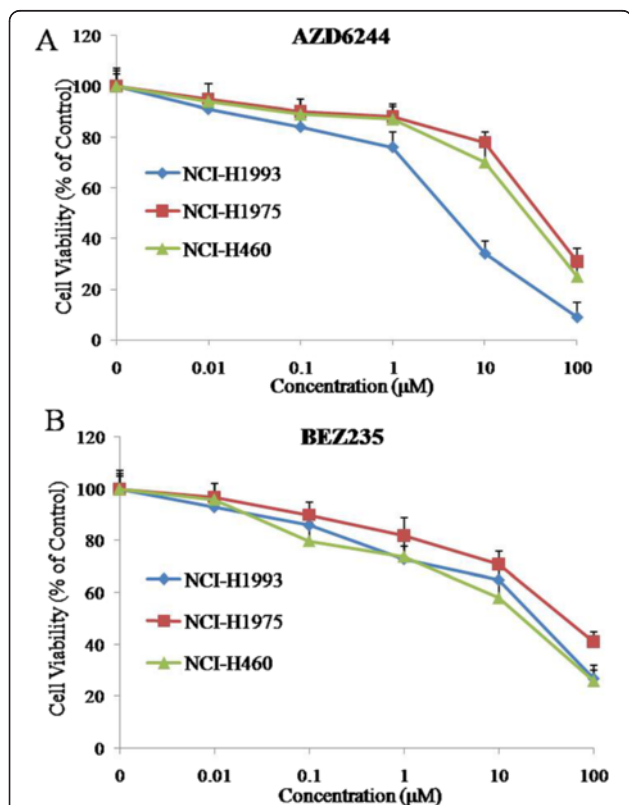 A
AZD6244
120
100
80
60
40
20
0
Cell Viability (% of Control)
NCI-H1993
NCI-H1975
NCI-H460
0 0.01 0.1 1 10 100
Concentration (μM)
B
BEZ235
120
100
80
60
40
20
0
Cell Viability (% of Control)
NCI-H1993
NCI-H1975
NCI-H460
0 0.01 0.1 1 10 100
Concentration (μM)